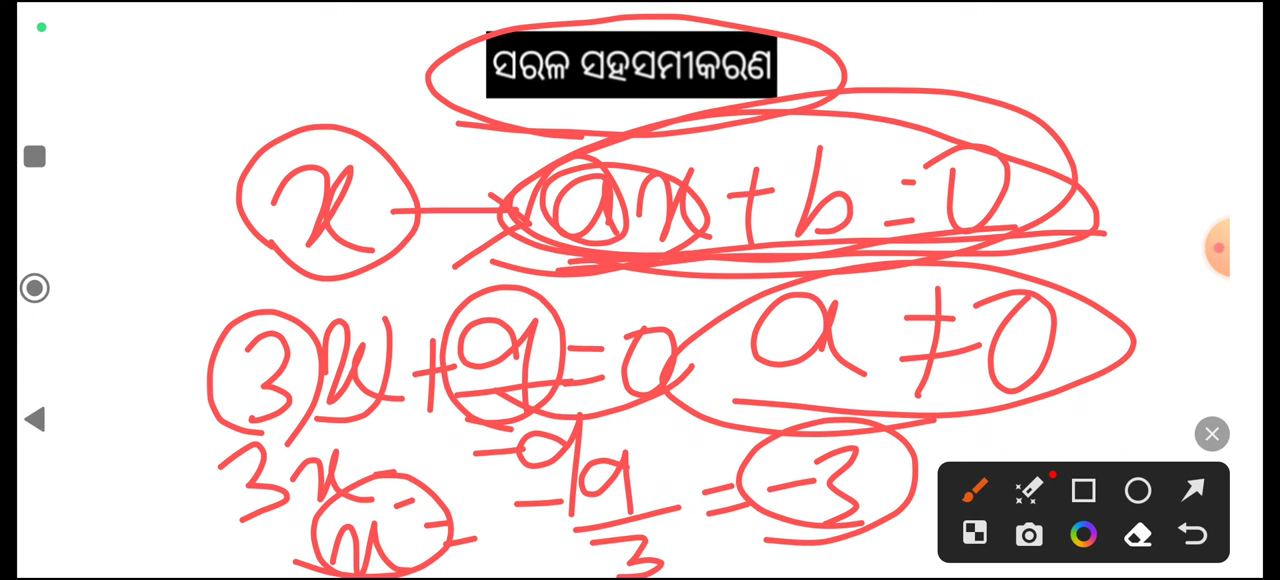 ସରଳ ସହସମୀକରଣ
x → ax + b = 0
3x + 9 = 0 a ≠ 0
3x = -9
x = -9/3 = -3